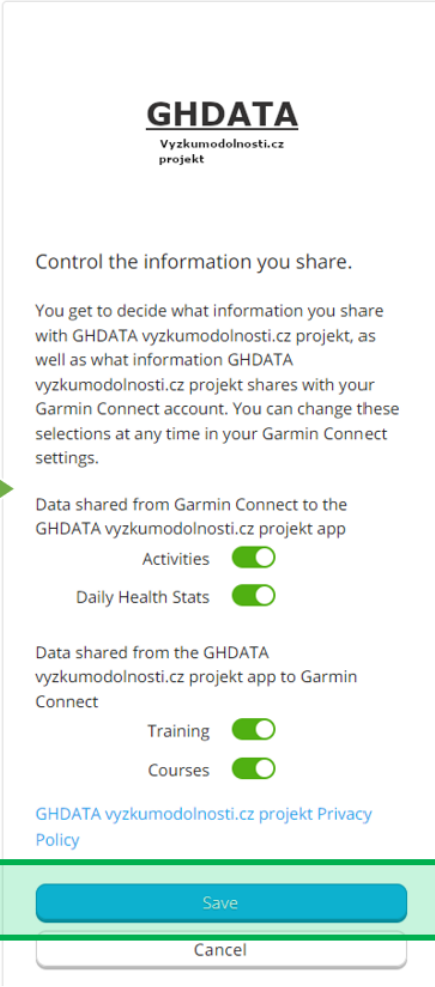 GHDATA
Vyzkumodolnosti.cz
projekt
Control the information you share.
You get to decide what information you share
with GHDATA vyzkumodolnosti.cz projekt, as
well as what information GHDATA
vyzkumodolnosti.cz projekt shares with your
Garmin Connect account. You can change these
selections at any time in your Garmin Connect
settings.
Data shared from Garmin Connect to the
GHDATA vyzkumodolnosti.cz projekt app
Activities
Daily Health Stats
Data shared from the GHDATA
vyzkumodolnosti.cz projekt app to Garmin
Connect
Training
Courses
GHDATA vyzkumodolnosti.cz projekt Privacy
Policy
Save
Cancel